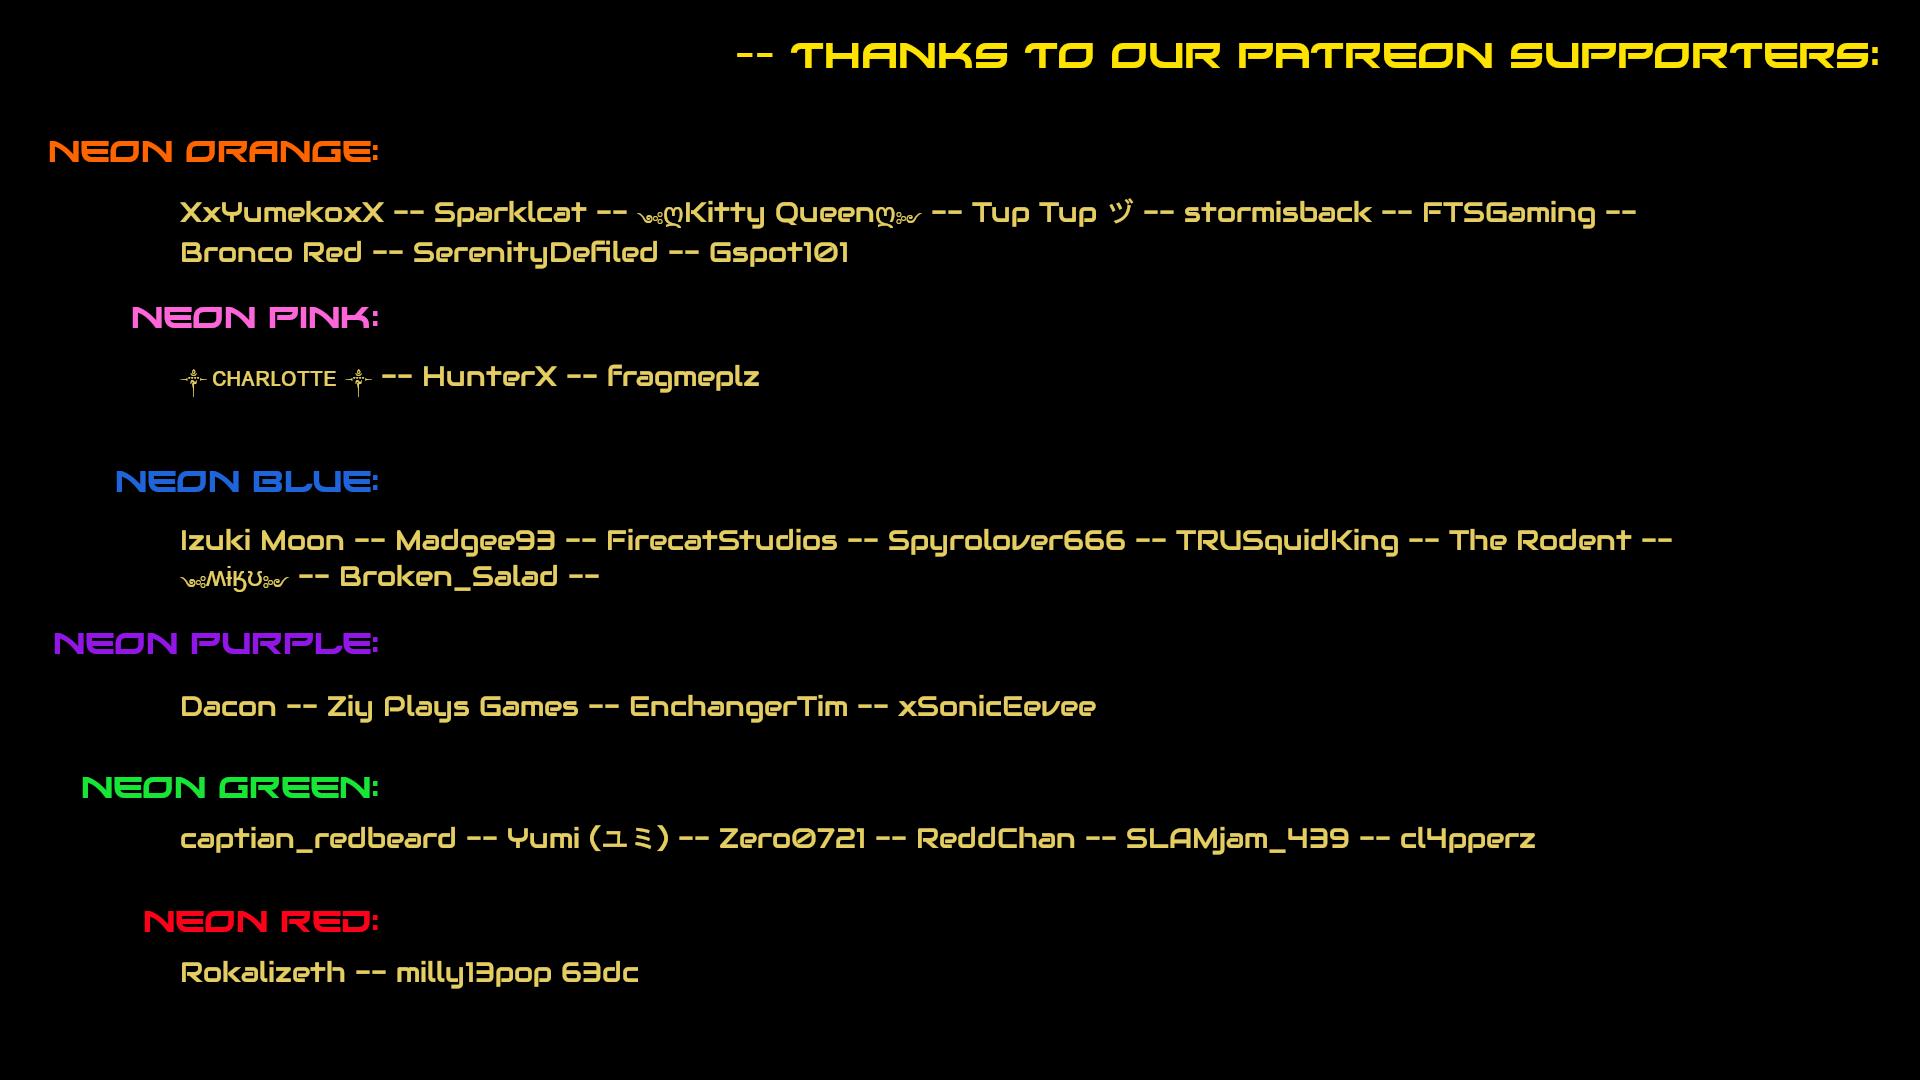 -- THANKS TO OUR PATREON SUPPORTERS:
NEON ORANGE:
XxYumekoxX -- Sparklcat -- ༺ღKitty Queenღ༻ -- Tup Tup ヅ -- stormisback -- FTSGaming --
Bronco Red -- SerenityDefiled -- Gspot101
NEON PINK:
༒ CHARLOTTE ༒ -- HunterX -- fragmeplz
NEON BLUE:
Izuki Moon -- Madgee93 -- FirecatStudios -- Spyrolover666 -- TRUSquidKing -- The Rodent --
༺ʍɨӄʊ༻ -- Broken_Salad --
NEON PURPLE:
Dacon -- Ziy Plays Games -- EnchangerTim -- xSonicEevee
NEON GREEN:
captian_redbeard -- Yumi (ユミ) -- Zero0721 -- ReddChan -- SLAMjam_439 -- cl4pperz
NEON RED:
Rokalizeth -- milly13pop 63dc